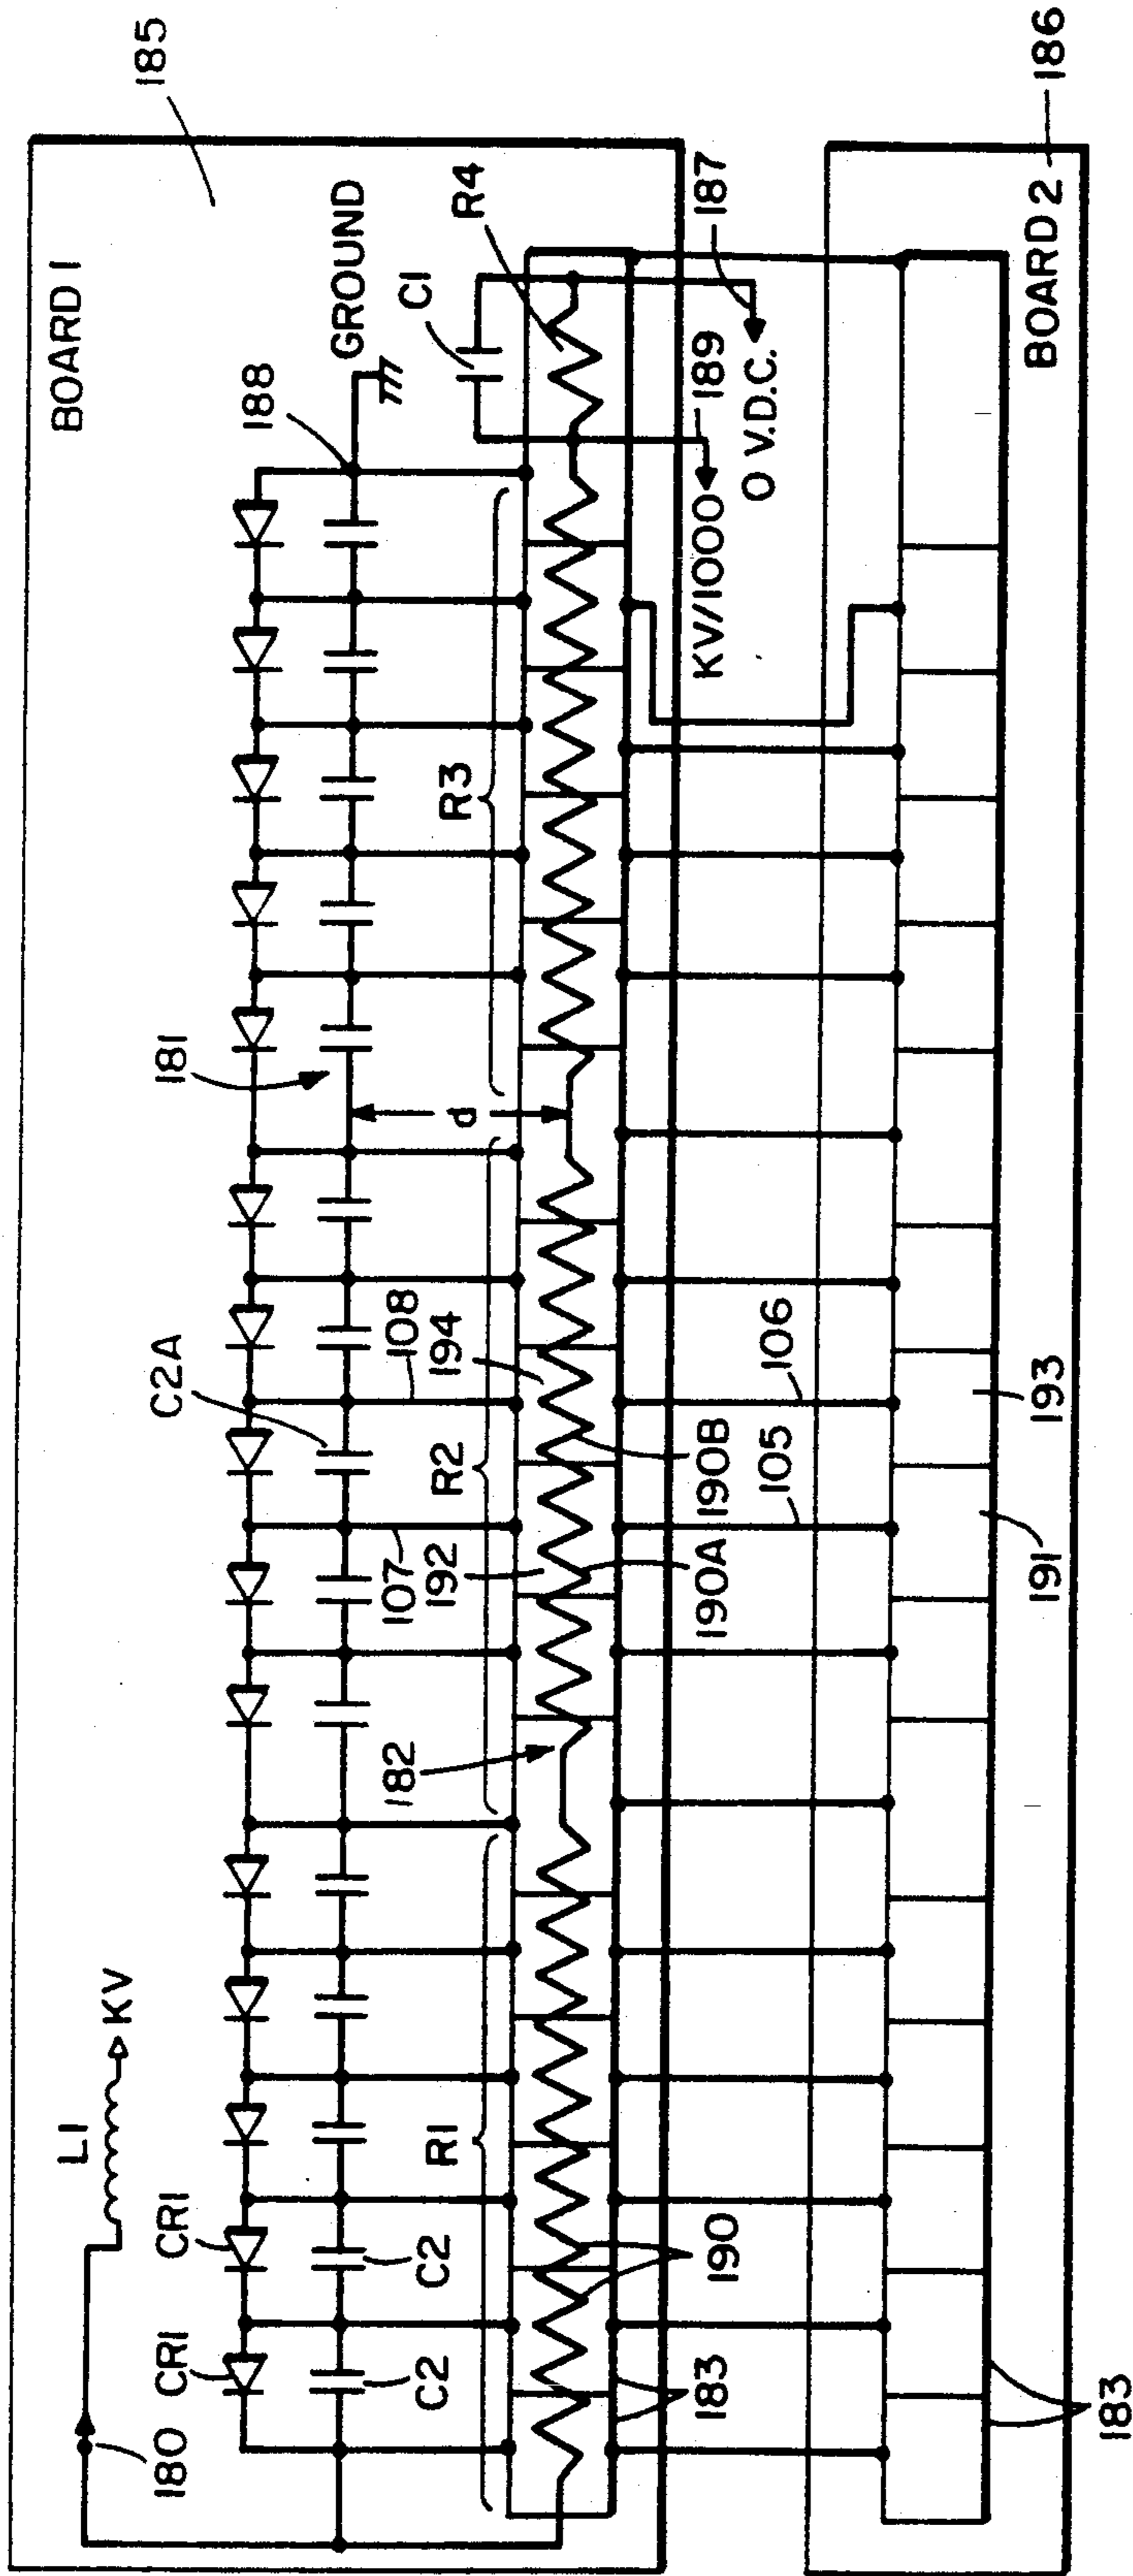 BOARD 1
185
L1
KV
180
CR1
CR1
C2
C2
C2A
181
188
GROUND
C1
R4
R1
R2
R3
d
107
108
192
194
182
190
190A
190B
183
105
106
KV/1000
189
0 V.D.C.
187
BOARD 2
186
191
193
183